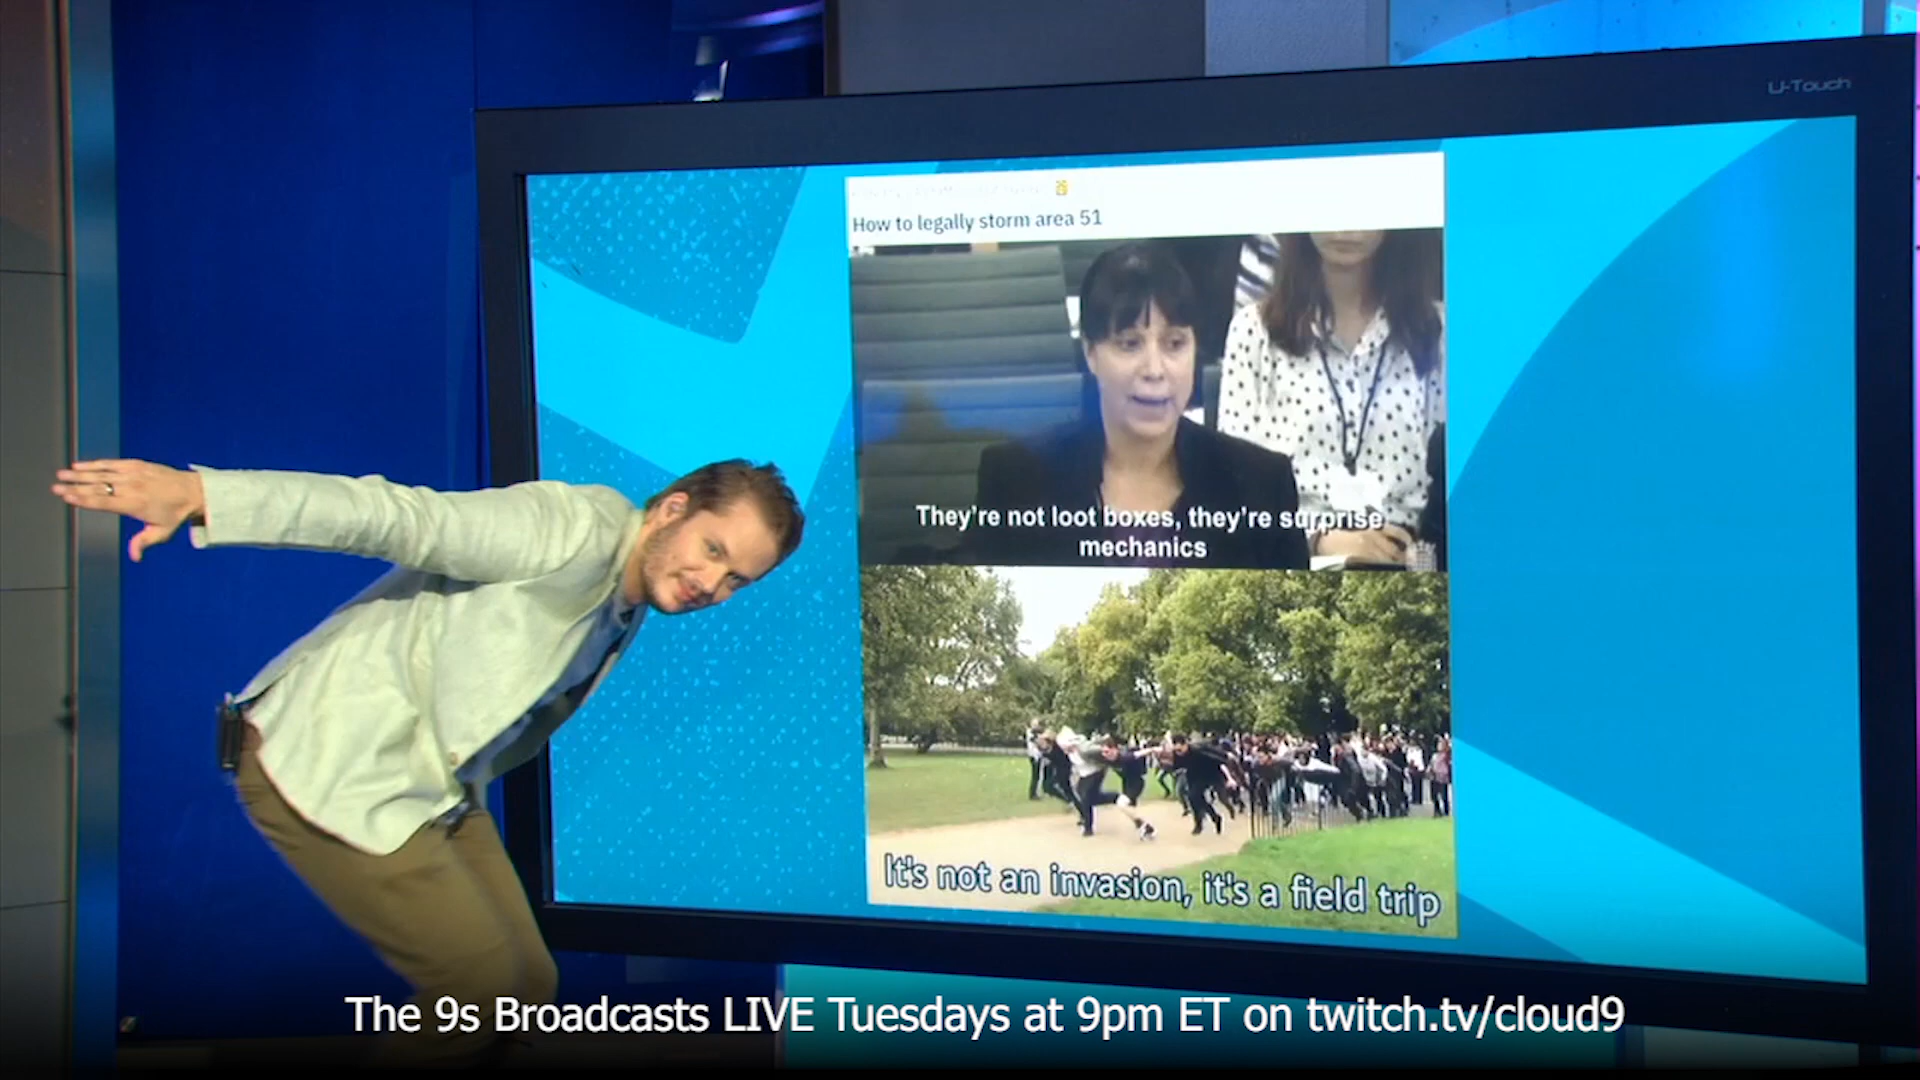 U-Touch
How to legally storm area 51
They're not loot boxes, they're surprise
mechanics
It's not an invasion, it's a field trip
The 9s Broadcasts LIVE Tuesdays at 9pm ET on twitch.tv/cloud9